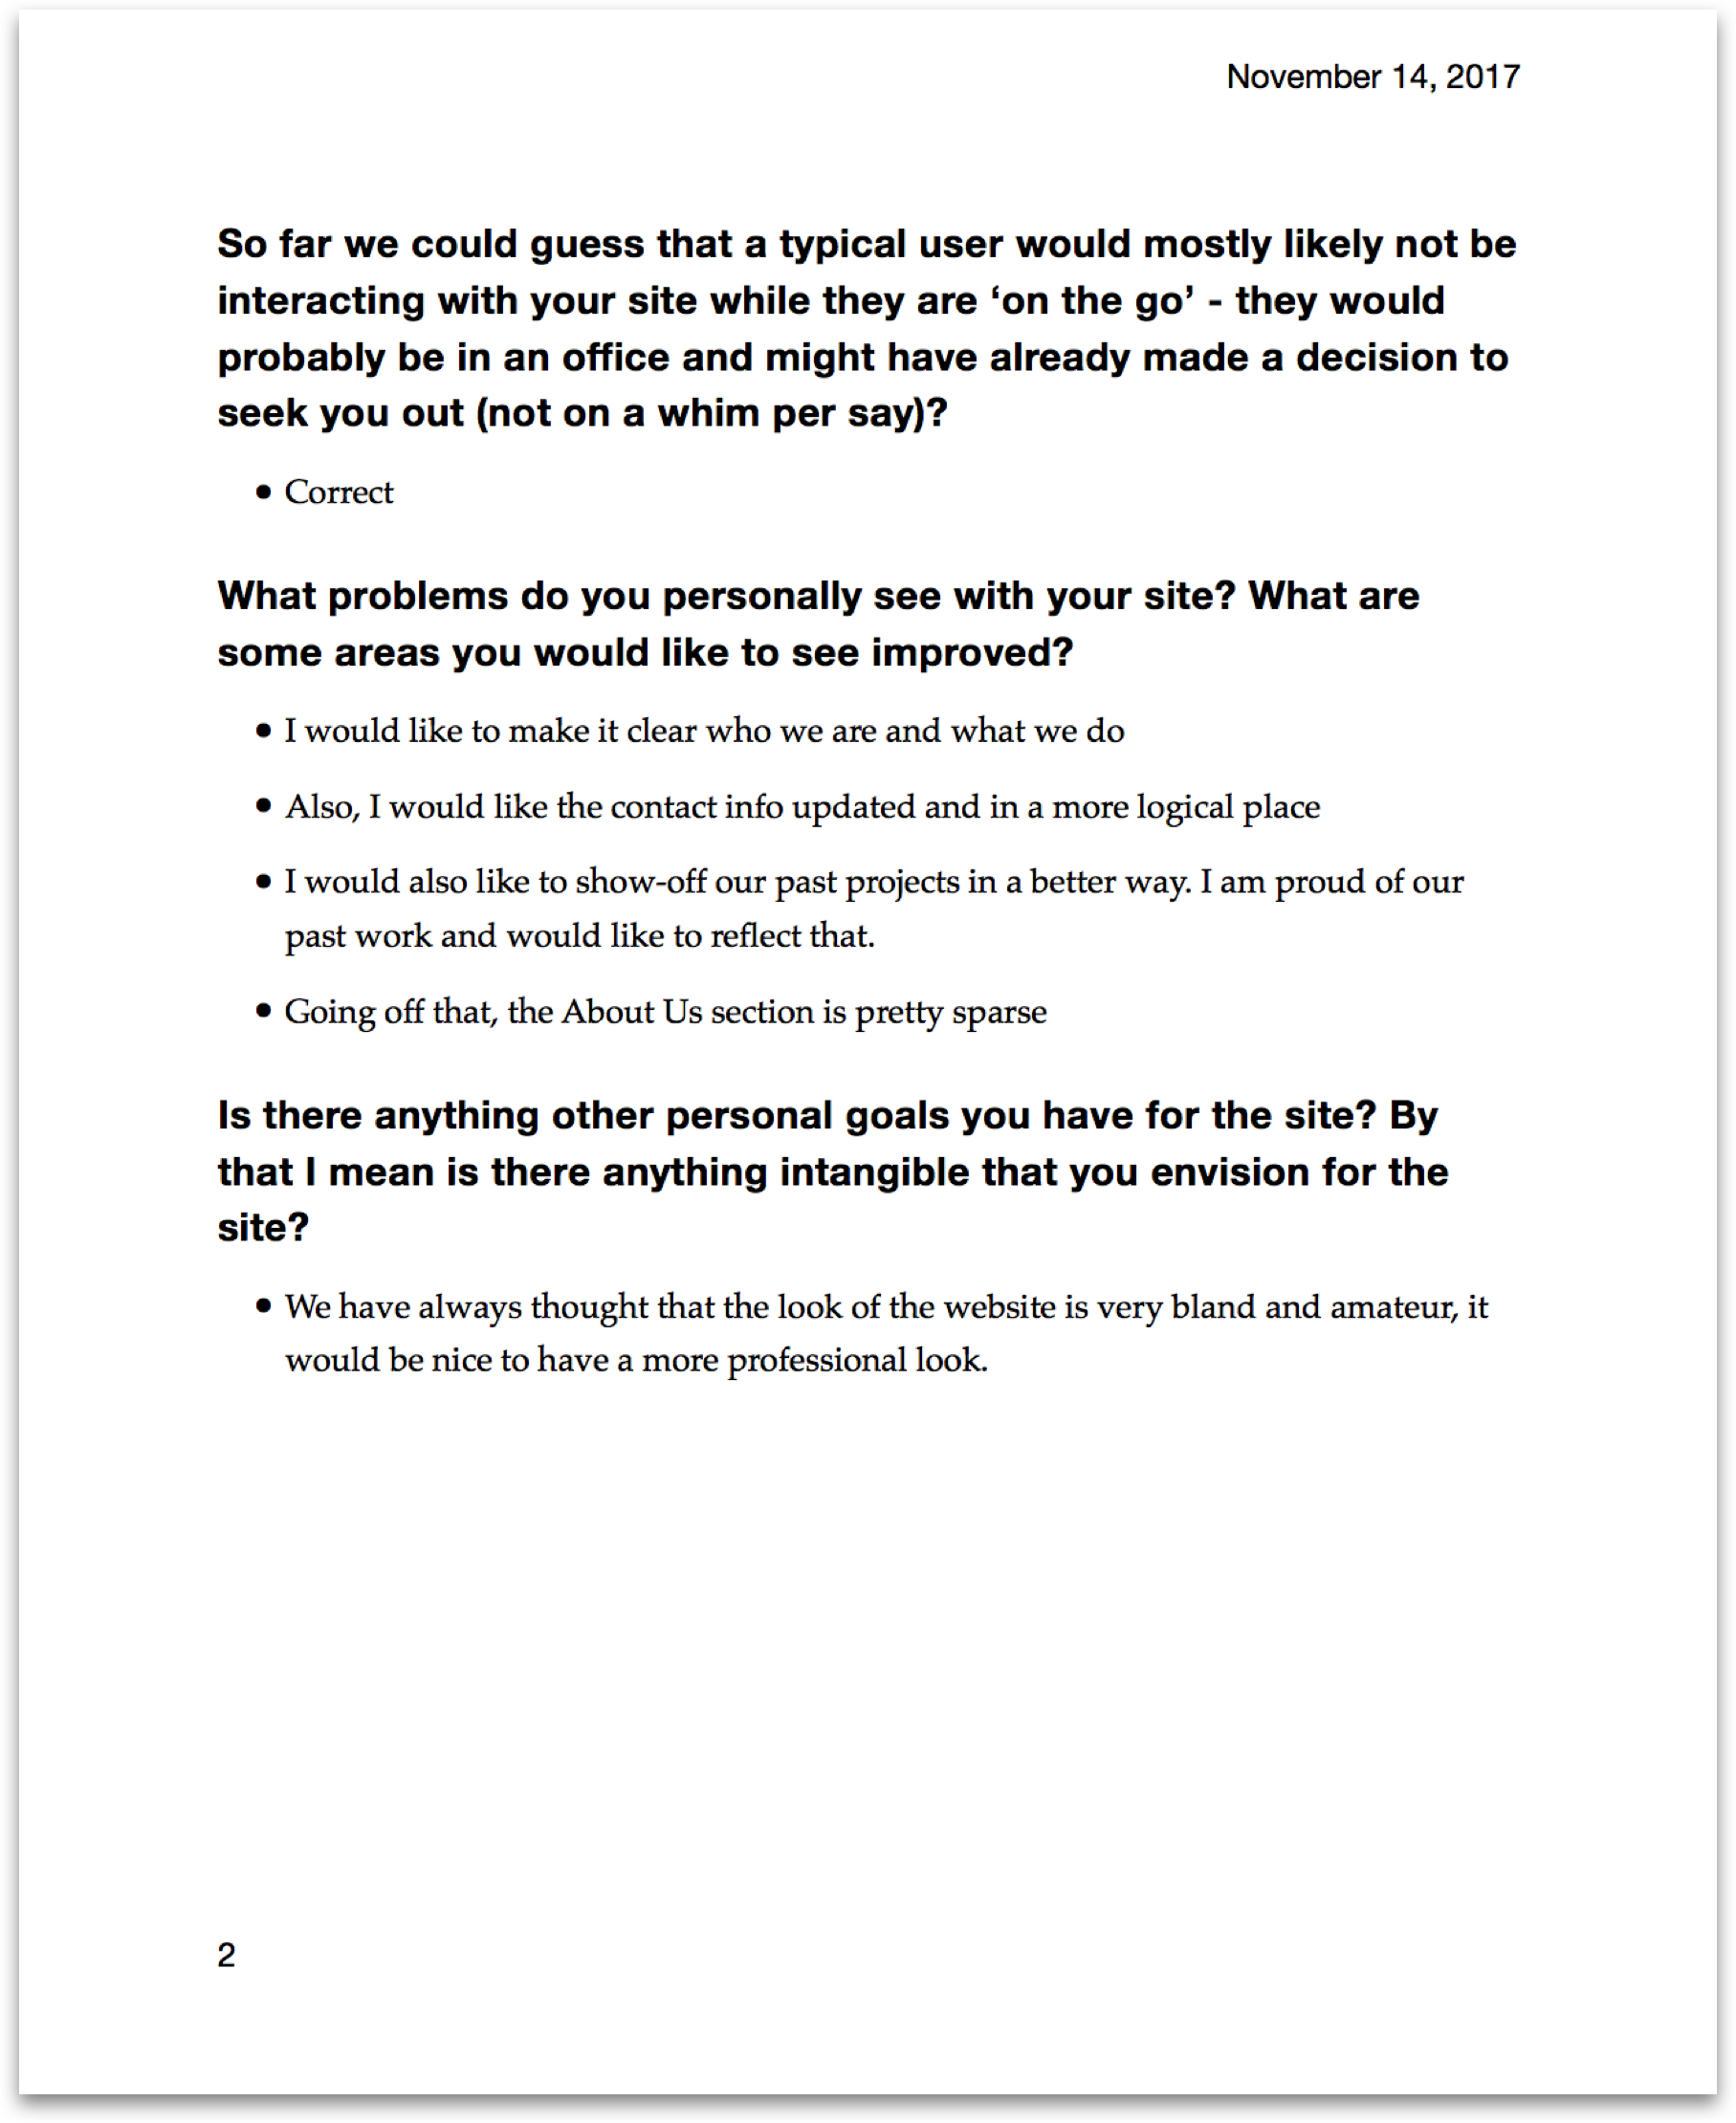 November 14, 2017
So far we could guess that a typical user would mostly likely not be
interacting with your site while they are ‘on the go’ - they would
probably be in an office and might have already made a decision to
seek you out (not on a whim per say)?
• Correct
What problems do you personally see with your site? What are
some areas you would like to see improved?
• I would like to make it clear who we are and what we do
• Also, I would like the contact info updated and in a more logical place
• I would also like to show-off our past projects in a better way. I am proud of our
past work and would like to reflect that.
• Going off that, the About Us section is pretty sparse
Is there anything other personal goals you have for the site? By
that I mean is there anything intangible that you envision for the
site?
• We have always thought that the look of the website is very bland and amateur, it
would be nice to have a more professional look.
2